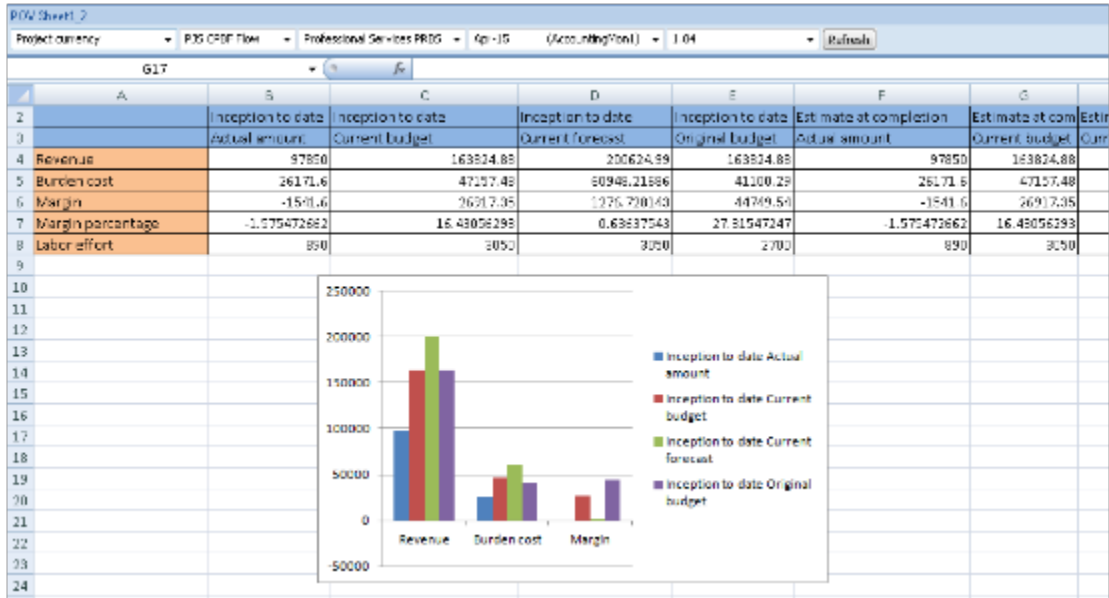 POV Sheet1_2
Project currency PJS CPBF Flow Professional Services PRBS Apr-15 (AccountingMon1) 1.04 Refresh
G17 fx
A B C D E F G
2 Inception to date Inception to date Inception to date Inception to date Estimate at completion Estimate at com Estim
3 Actual amount Current budget Current forecast Original budget Actual amount Current budget Curr
4 Revenue 97850 163824.88 200624.99 163824.88 97850 163824.88
5 Burden cost 26171.6 47157.48 41100.29 26171.6 47157.48
6 Margin -1541.6 26917.35 44749.54 -1541.6 26917.35
7 Margin percentage -1.575472662 16.43056293 0.63637543 27.31547247 -1.575472662 16.43056293
8 Labor effort 890 3050 3050 2700 890 3050
9
10
11
12
13
14
15
16
17
18
19
20
21
22
23
24
250000
200000
150000
100000
50000
0
-50000
Revenue Burden cost Margin
Inception to date Actual
amount
Inception to date Current
budget
Inception to date Current
forecast
Inception to date Original
budget